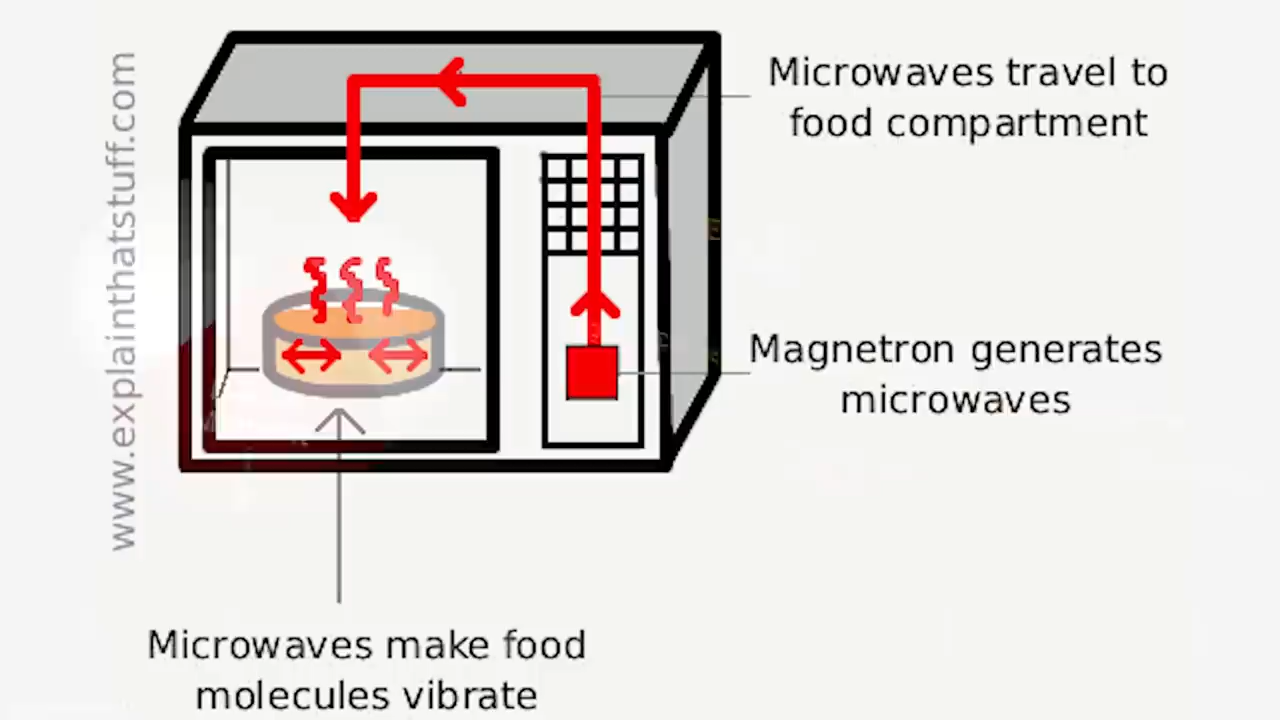 www.explainthatstuff.com
Microwaves travel to
food compartment
Magnetron generates
microwaves
Microwaves make food
molecules vibrate